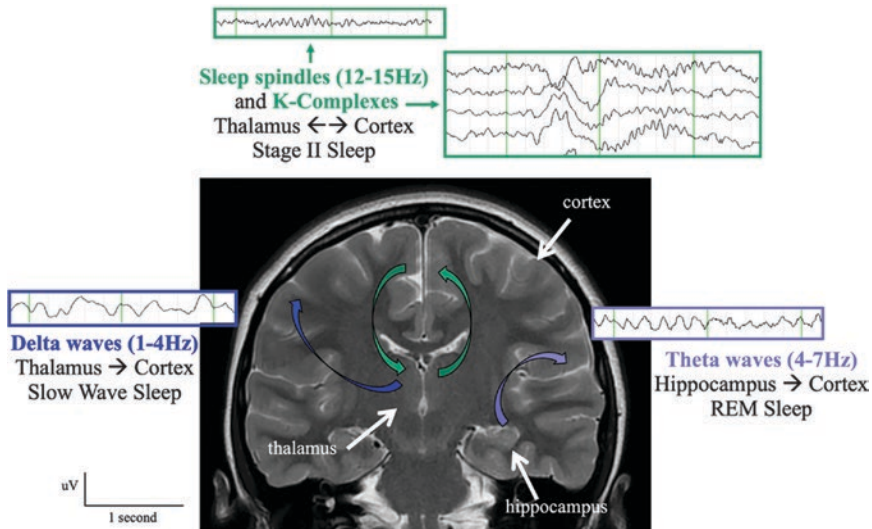 Sleep spindles (12-15Hz)
and K-Complexes
Thalamus ←→ Cortex
Stage II Sleep
cortex
Delta waves (1-4Hz)
Thalamus → Cortex
Slow Wave Sleep
Theta waves (4-7Hz)
Hippocampus → Cortex
REM Sleep
thalamus
hippocampus
uV
1 second